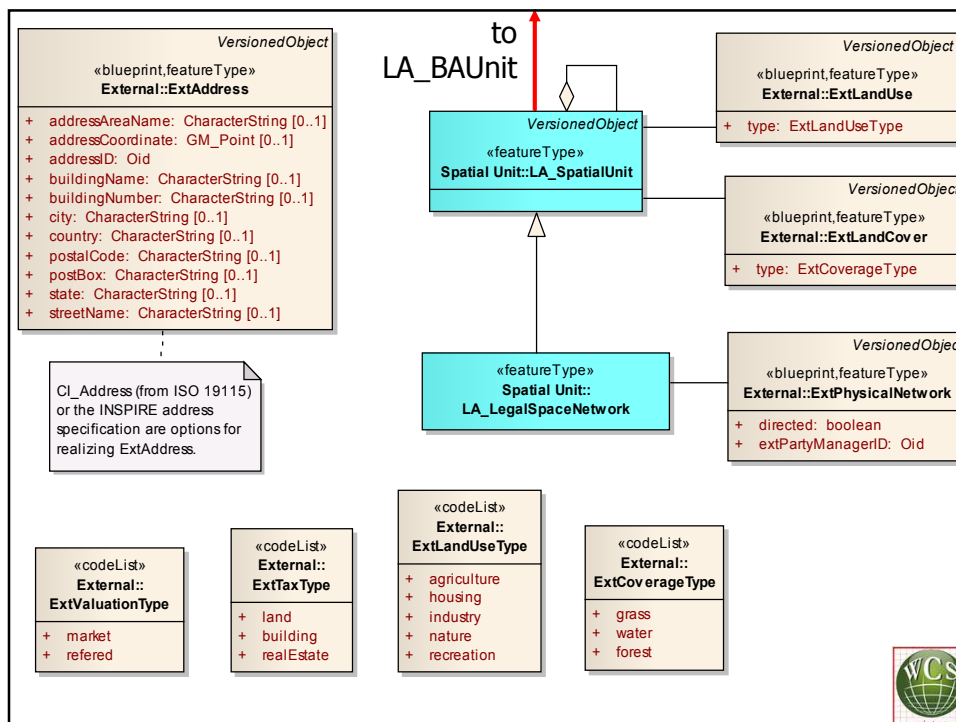 VersionedObject
«blueprint,featureType»
External::ExtAddress
+ addressAreaName: CharacterString [0..1]
+ addressCoordinate: GM_Point [0..1]
+ addressID: Oid
+ buildingName: CharacterString [0..1]
+ buildingNumber: CharacterString [0..1]
+ city: CharacterString [0..1]
+ country: CharacterString [0..1]
+ postalCode: CharacterString [0..1]
+ postBox: CharacterString [0..1]
+ state: CharacterString [0..1]
+ streetName: CharacterString [0..1]
CI_Address (from ISO 19115)
or the INSPIRE address
specification are options for
realizing ExtAddress.
to
LA_BAUnit
VersionedObject
«featureType»
Spatial Unit::LA_SpatialUnit
«featureType»
Spatial Unit::
LA_LegalSpaceNetwork
VersionedObject
«blueprint,featureType»
External::ExtLandUse
+ type: ExtLandUseType
VersionedObject
«blueprint,featureType»
External::ExtLandCover
+ type: ExtCoverageType
VersionedObject
«blueprint,featureType»
External::ExtPhysicalNetwork
+ directed: boolean
+ extPartyManagerID: Oid
«codeList»
External::
ExtValuationType
+ market
+ refered
«codeList»
External::
ExtTaxType
+ land
+ building
+ realEstate
«codeList»
External::
ExtLandUseType
+ agriculture
+ housing
+ industry
+ nature
+ recreation
«codeList»
External::
ExtCoverageType
+ grass
+ water
+ forest
WCS